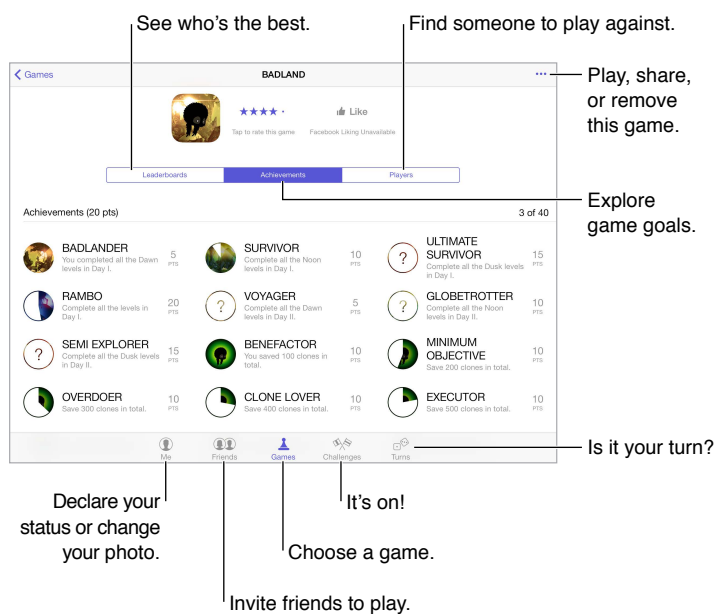 See who's the best.
Find someone to play against.
Games
BADLAND
Play, share,
or remove
this game.
Like
Tap to rate this game
Facebook Liking Unavailable
Leaderboards
Achievements
Players
Explore
game goals.
Achievements (20 pts)
3 of 40
BADLANDER
You completed all the Dawn
levels in Day I.
5
PTS
SURVIVOR
Complete all the Noon
levels in Day I.
10
PTS
?
ULTIMATE
SURVIVOR
Complete all the Dusk levels
in Day I.
15
PTS
RAMBO
Complete all the levels in
Day I.
20
PTS
?
VOYAGER
Complete all the Dawn
levels in Day II.
5
PTS
?
GLOBETROTTER
Complete all the Noon
levels in Day II.
10
PTS
?
SEMI EXPLORER
Complete all the Dusk levels
in Day II.
15
PTS
BENEFACTOR
You saved 100 clones in
total.
10
PTS
MINIMUM
OBJECTIVE
Save 200 clones in total.
10
PTS
OVERDOER
Save 300 clones in total.
10
PTS
CLONE LOVER
Save 400 clones in total.
10
PTS
EXECUTOR
Save 500 clones in total.
10
PTS
Me
Friends
Games
Challenges
Turns
Is it your turn?
Declare your
status or change
your photo.
It's on!
Choose a game.
Invite friends to play.